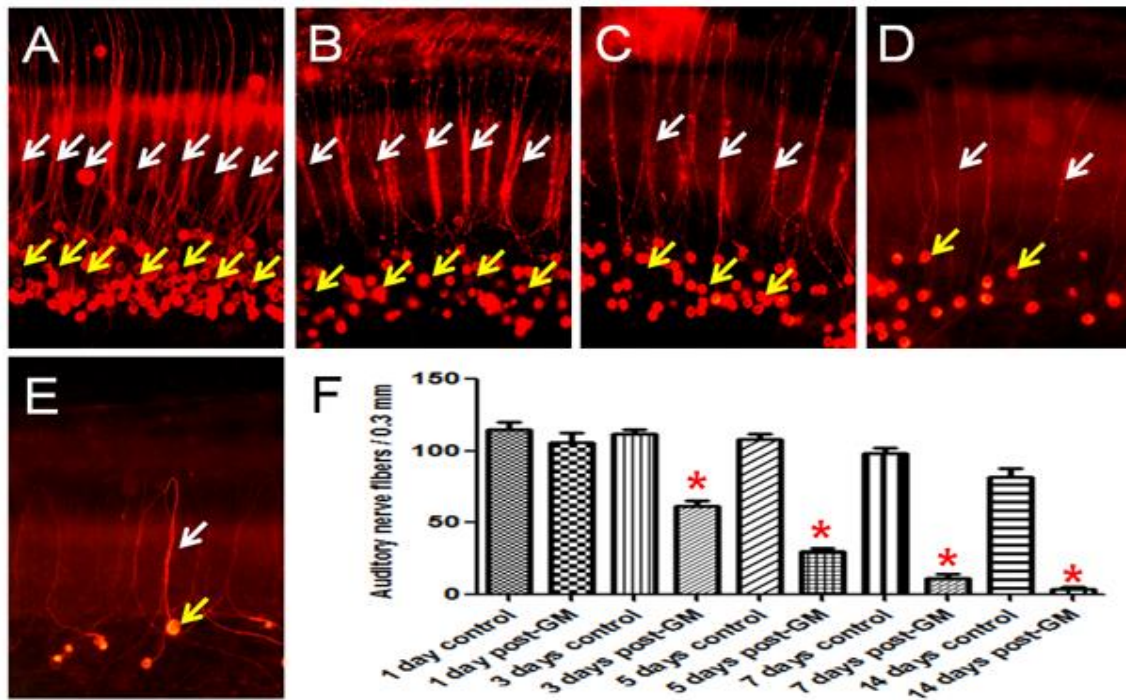 A
B
C
D
E
F
Auditory nerve fibers / 0.3 mm
150
100
50
0
1 day control
1 day post-GM
3 days control
3 days post-GM
5 days control
5 days post-GM
7 days control
7 days post-GM
14 days control
14 days post-GM
*
*
*
*